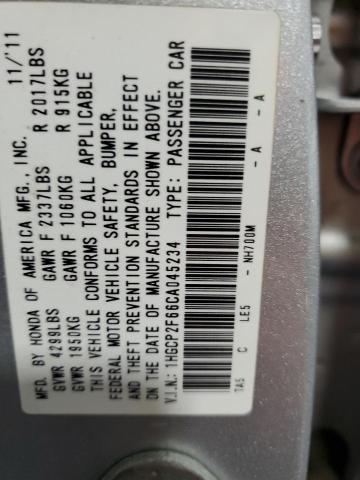 MFD. BY HONDA OF AMERICA MFG., INC. 11/'11
GVWR 4299LBS GAWR F 2337LBS R 2017LBS
GVWR 1950KG GAWR F 1060KG R 915KG
THIS VEHICLE CONFORMS TO ALL APPLICABLE
FEDERAL MOTOR VEHICLE SAFETY, BUMPER,
AND THEFT PREVENTION STANDARDS IN EFFECT
ON THE DATE OF MANUFACTURE SHOWN ABOVE.
V.I.N.: 1HGCP2F66CA045234 TYPE: PASSENGER CAR
TA5 C LE5 - NH700M - A - A